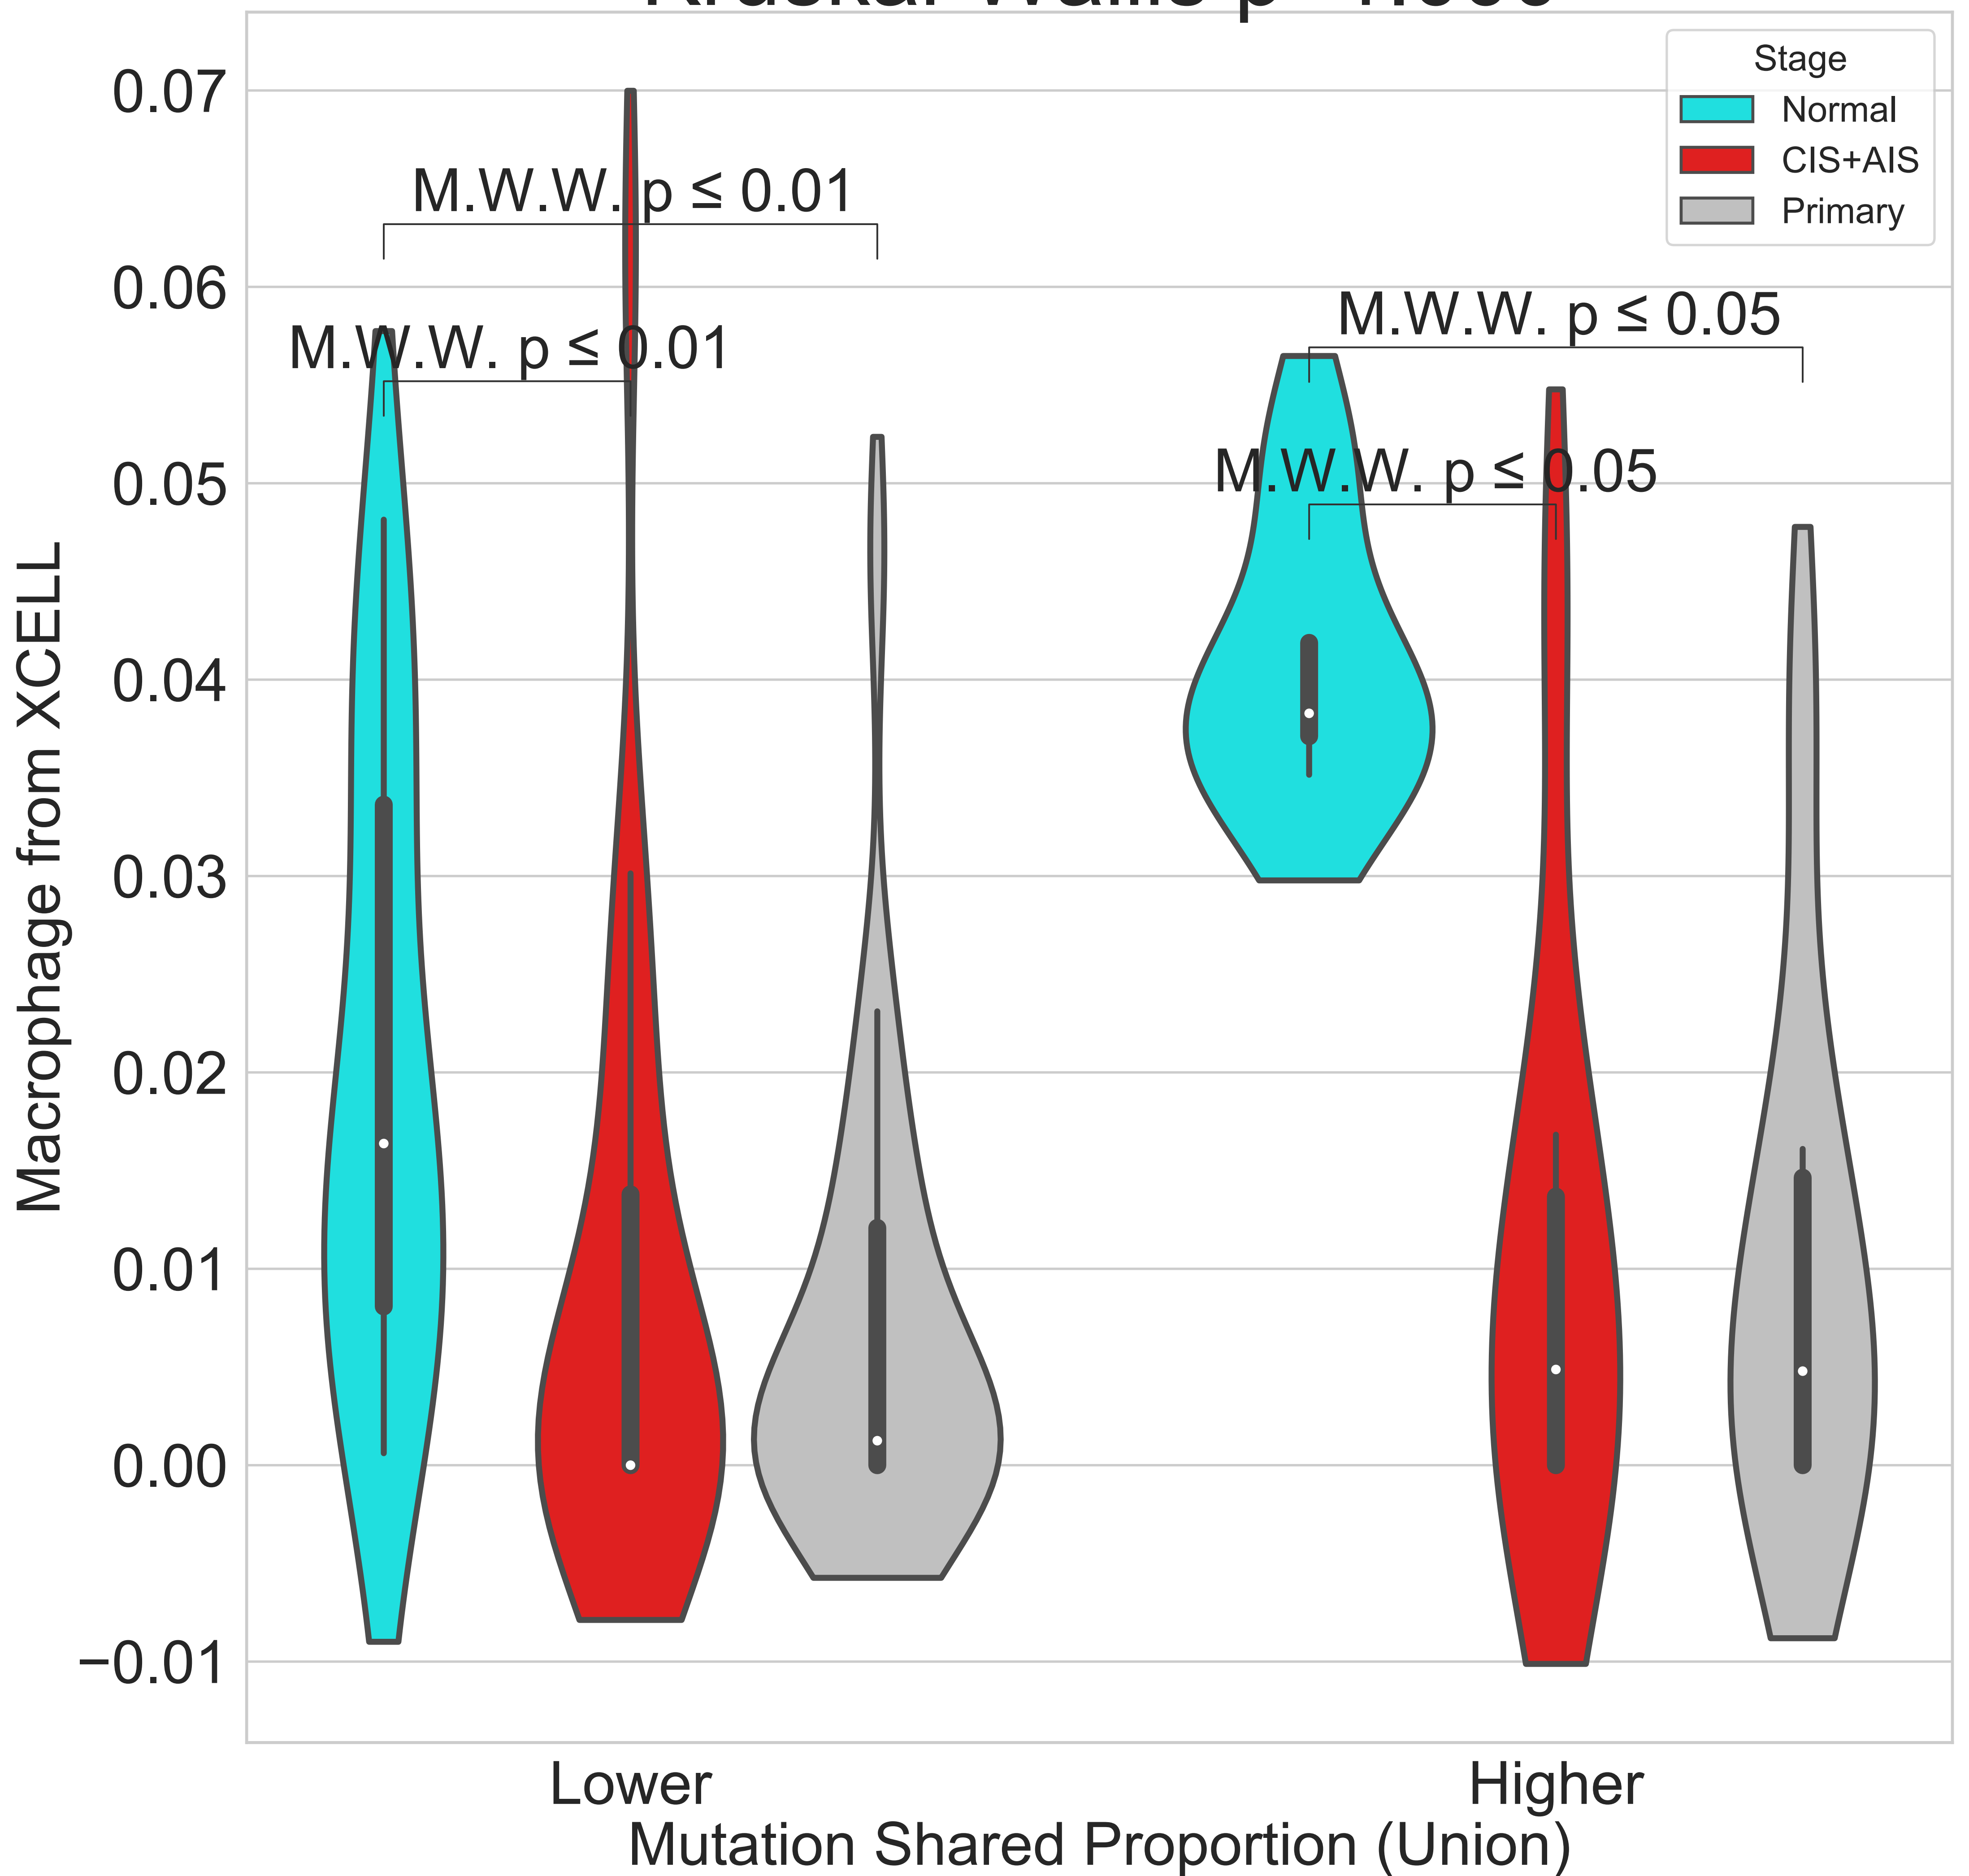 Stage
Normal
CIS+AIS
Primary
0.07
0.06
0.05
0.04
0.03
0.02
0.01
0.00
−0.01
Macrophage from XCELL
M.W.W. p ≤ 0.01
M.W.W. p ≤ 0.01
M.W.W. p ≤ 0.05
M.W.W. p ≤ 0.05
Lower
Higher
Mutation Shared Proportion (Union)